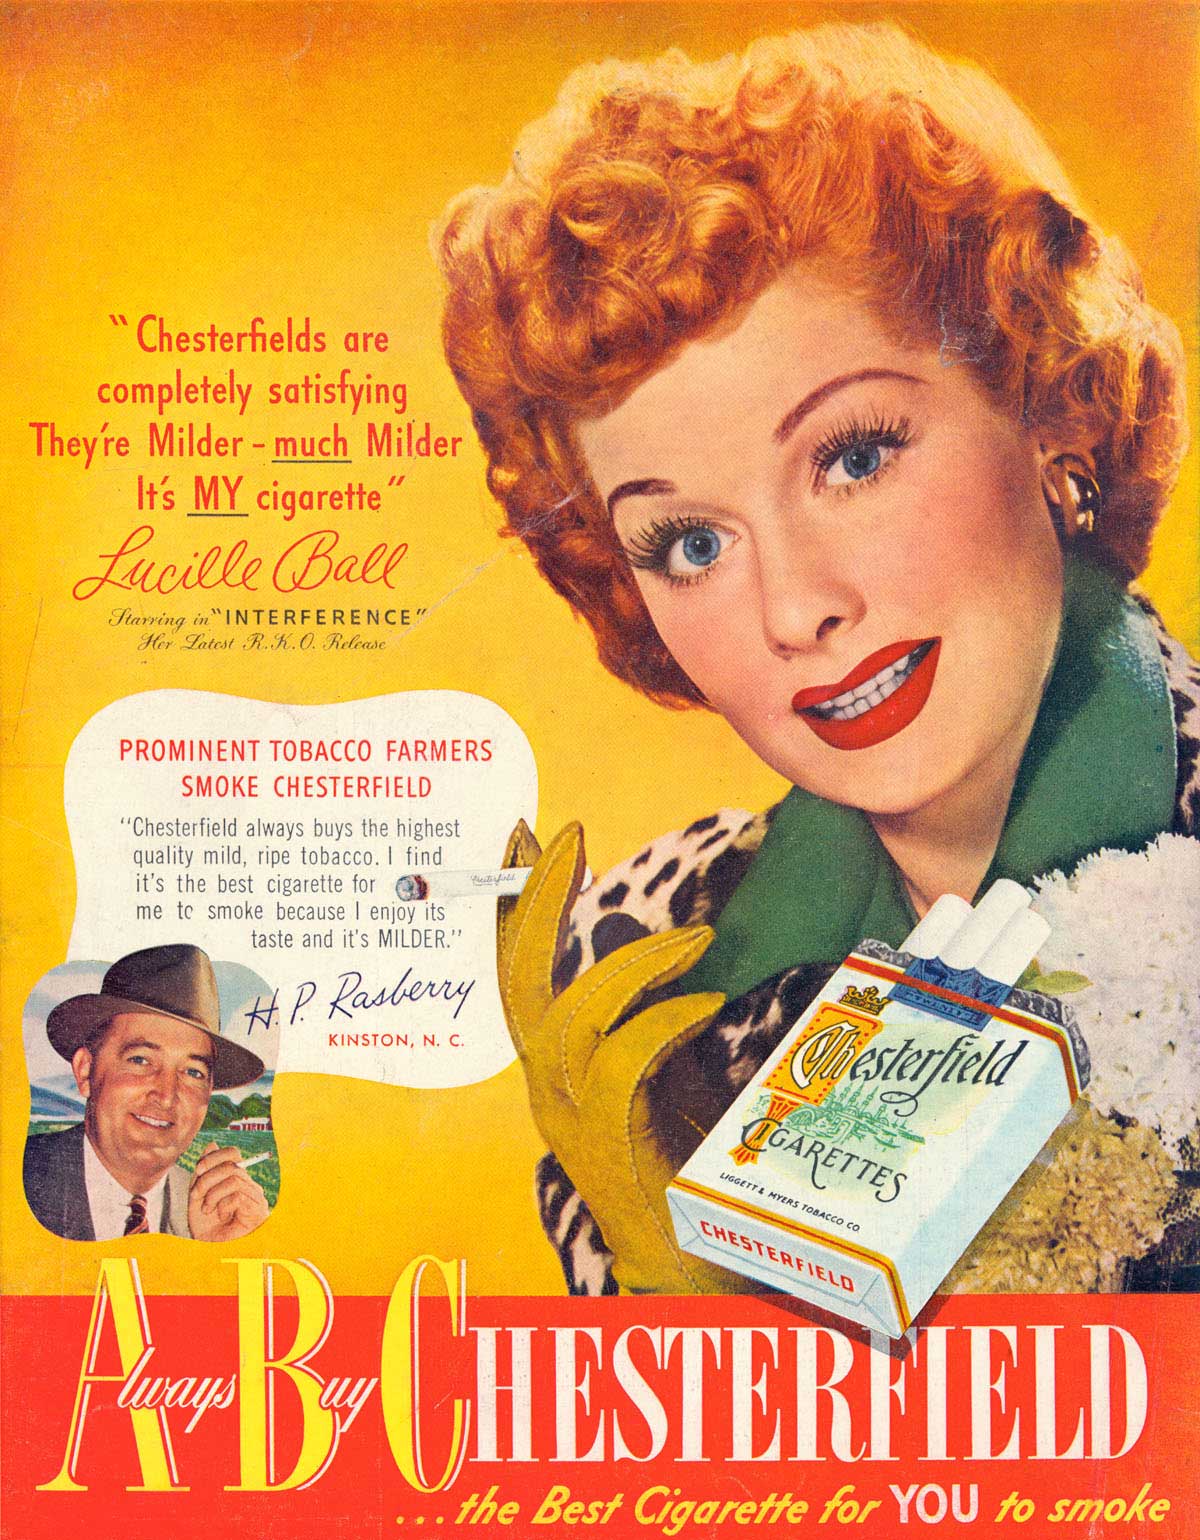 "Chesterfields are
completely satisfying
They're Milder – much Milder
It's MY cigarette"
Lucille Ball
Starring in "INTERFERENCE"
Her Latest R.K.O. Release
PROMINENT TOBACCO FARMERS
SMOKE CHESTERFIELD
"Chesterfield always buys the highest
quality mild, ripe tobacco. I find
it's the best cigarette for
me to smoke because I enjoy its
taste and it's MILDER."
H. P. Rasberry
KINSTON, N. C.
Chesterfield
Chesterfield
CIGARETTES
LIGGETT & MYERS TOBACCO CO
CHESTERFIELD
Always Buy CHESTERFIELD
...the Best Cigarette for YOU to smoke